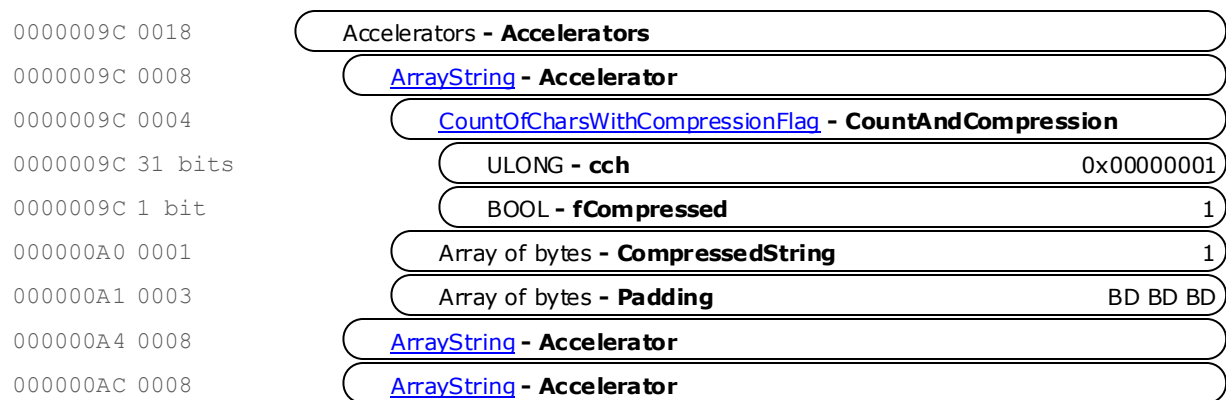 0000009C 0018 Accelerators - Accelerators
0000009C 0008 ArrayString - Accelerator
0000009C 0004 CountOfCharsWithCompressionFlag - CountAndCompression
0000009C 31 bits ULONG - cch 0x00000001
0000009C 1 bit BOOL - fCompressed 1
000000A0 0001 Array of bytes - CompressedString 1
000000A1 0003 Array of bytes - Padding BD BD BD
000000A4 0008 ArrayString - Accelerator
000000AC 0008 ArrayString - Accelerator